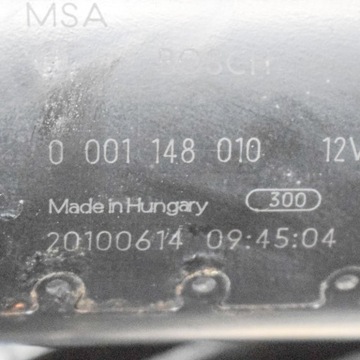 MSA
BOSCH
0 001 148 010 12V
Made in Hungary 300
20100614 09:45:04